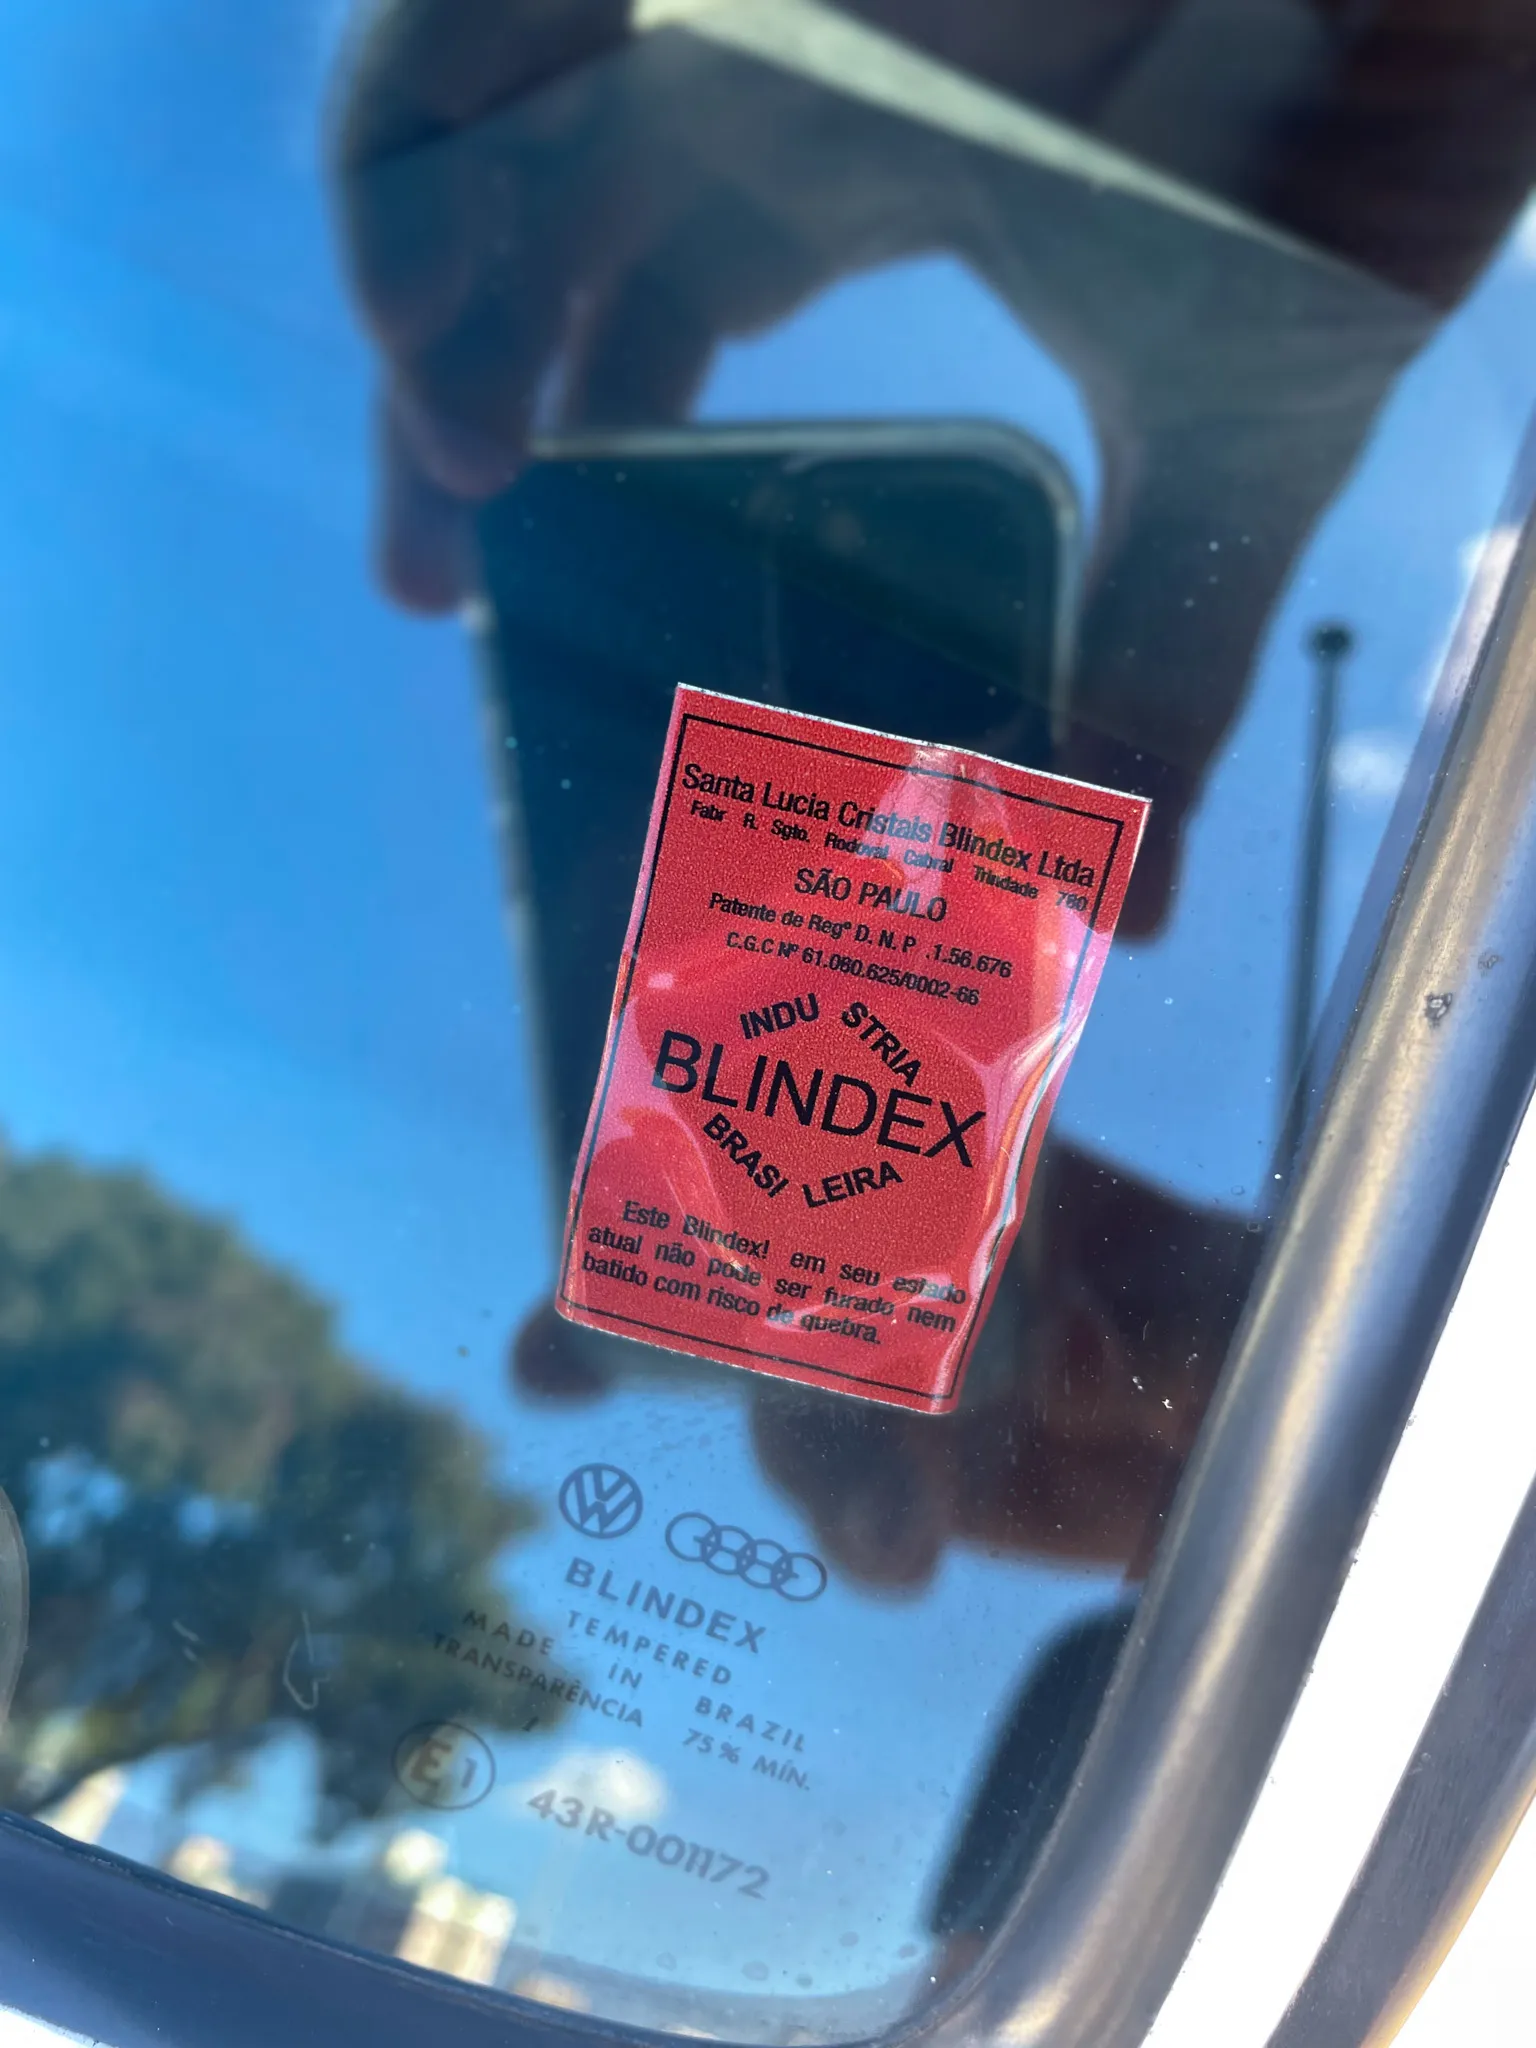 Santa Lucia Cristais Blindex Ltda
Fabr R. Sgto. Rodoval Cabral Trindade 780
SÃO PAULO
Patente de Regº D. N. P .1.56.676
C.G.C Nº 61.060.625/0002-66
INDU STRIA
BLINDEX
BRASI LEIRA
Este Blindex! em seu estado
atual não pode ser furado nem
batido com risco de quebra.
VW
BLINDEX
TEMPERED
MADE IN BRAZIL
TRANSPARÊNCIA 75% MÍN.
I
E1 43R-001172